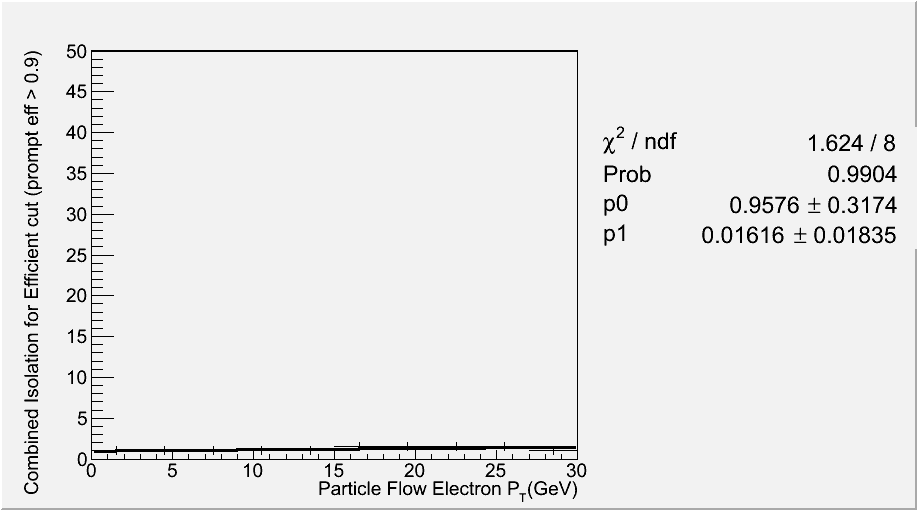 Combined Isolation for Efficient cut (prompt eff > 0.9)
50
45
40
35
30
25
20
15
10
5
0
0 5 10 15 20 25 30
Particle Flow Electron P_T(GeV)
χ² / ndf 1.624 / 8
Prob 0.9904
p0 0.9576 ± 0.3174
p1 0.01616 ± 0.01835